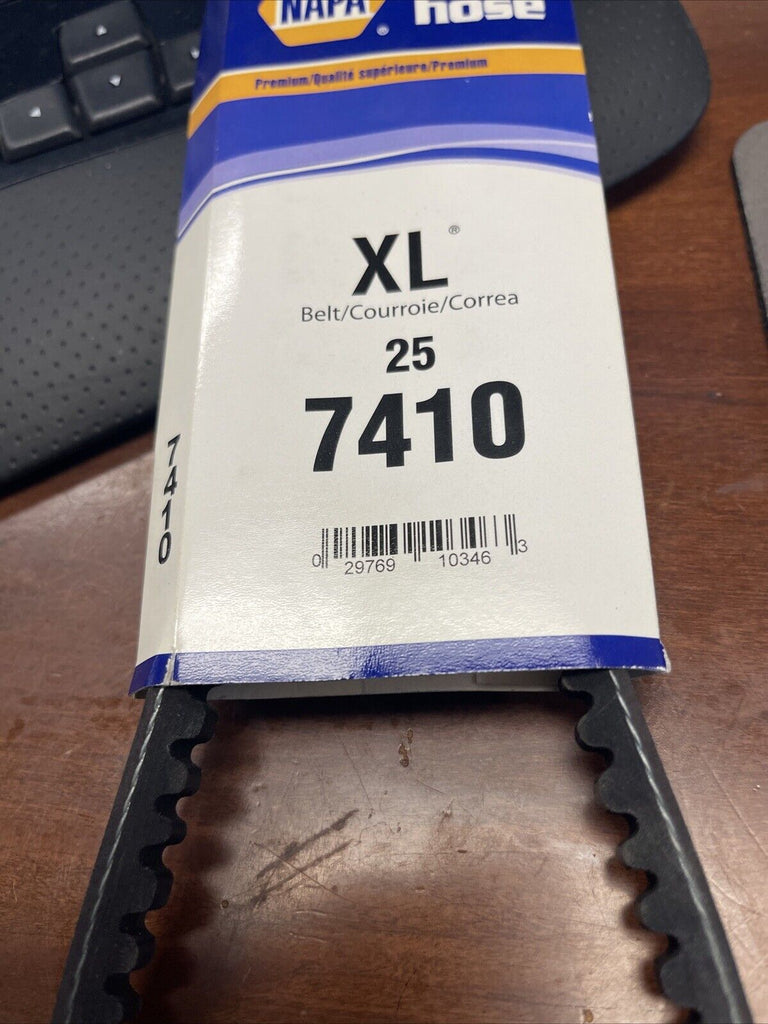 NAPA
®
hose
Premium/Qualité supérieure/Premium
XL®
Belt/Courroie/Correa
25
7410
7410
0 29769 10346 3